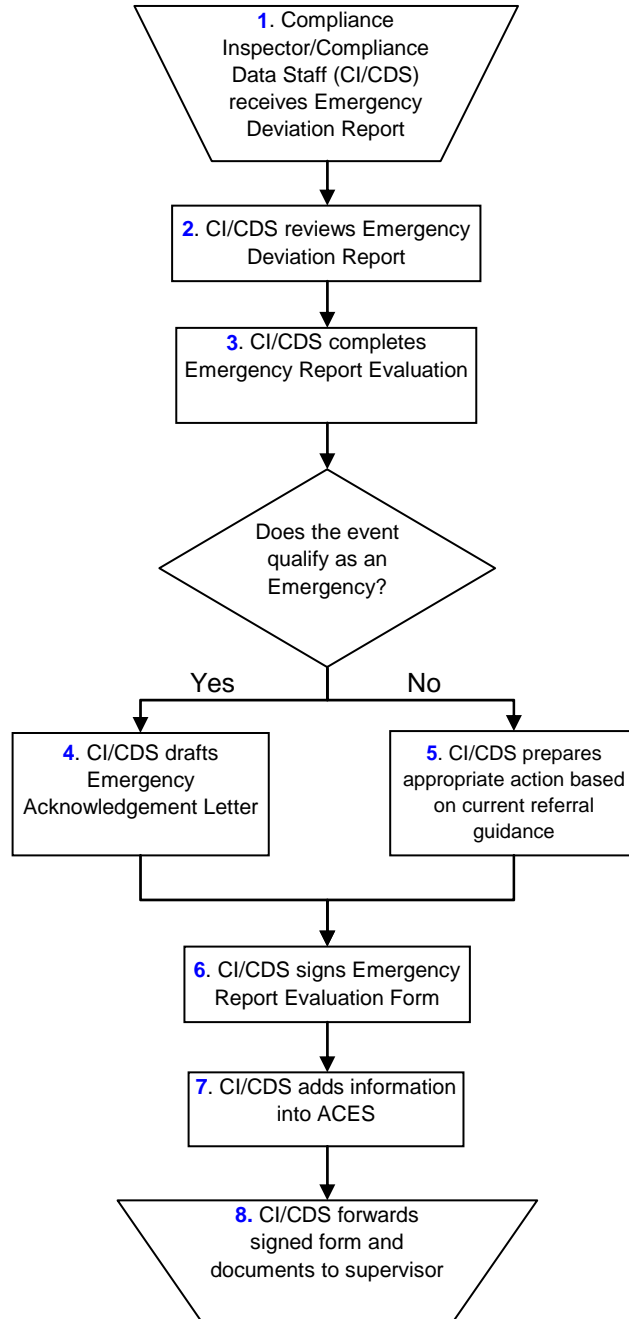 1. Compliance
Inspector/Compliance
Data Staff (CI/CDS)
receives Emergency
Deviation Report
2. CI/CDS reviews Emergency
Deviation Report
3. CI/CDS completes
Emergency Report Evaluation
Does the event
qualify as an
Emergency?
Yes
No
4. CI/CDS drafts
Emergency
Acknowledgement Letter
5. CI/CDS prepares
appropriate action based
on current referral
guidance
6. CI/CDS signs Emergency
Report Evaluation Form
7. CI/CDS adds information
into ACES
8. CI/CDS forwards
signed form and
documents to supervisor